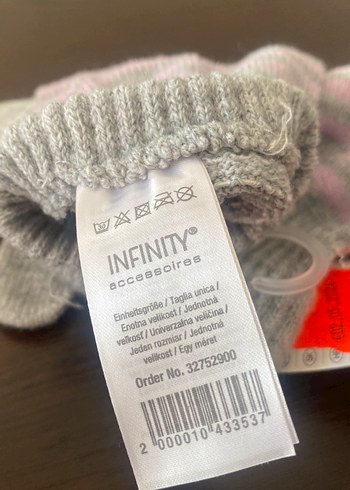 INFINITY®
accessoires
Einheitsgröße / Taglia unica /
Enotna velikost / Jednotná
veľkosť / Univerzalna veličina /
Jeden rozmiar / Jednotná
velikost / Egy méret
Order No. 32752900
2 000010 433537